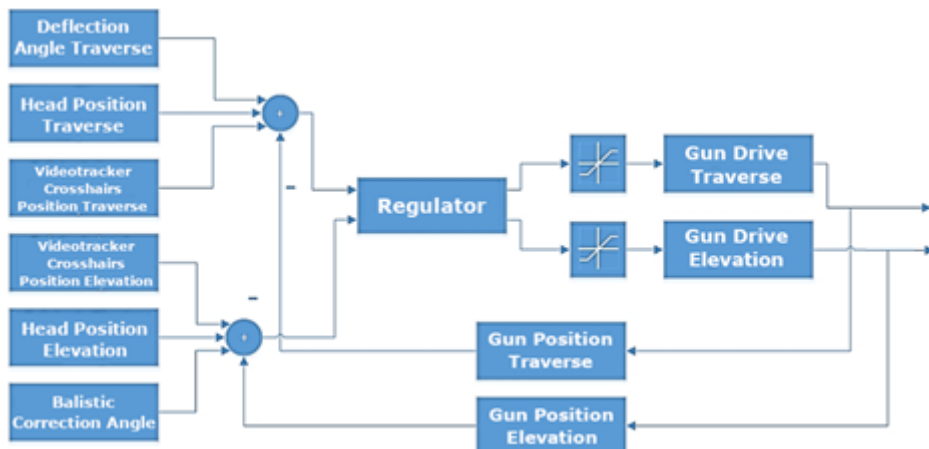 Deflection
Angle Traverse
Head Position
Traverse
Videotracker
Crosshairs
Position Traverse
Videotracker
Crosshairs
Position Elevation
Head Position
Elevation
Balistic
Correction Angle
+
-
-
+
Regulator
Gun Drive
Traverse
Gun Drive
Elevation
Gun Position
Traverse
Gun Position
Elevation